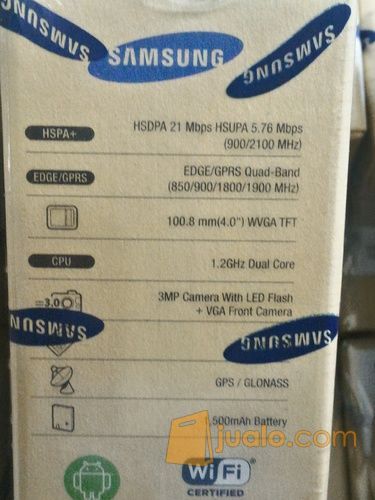 SAMSUNG
SAMSUNG
SAMSUNG
HSPA+
HSDPA 21 Mbps HSUPA 5.76 Mbps
(900/2100 MHz)
EDGE/GPRS
EDGE/GPRS Quad-Band
(850/900/1800/1900 MHz)
100.8 mm(4.0") WVGA TFT
CPU
1.2GHz Dual Core
3.0
3MP Camera With LED Flash
+ VGA Front Camera
SAMSUNG
SAMSUNG
GPS / GLONASS
,500mAh Battery
jualo.com
Wi Fi
CERTIFIED